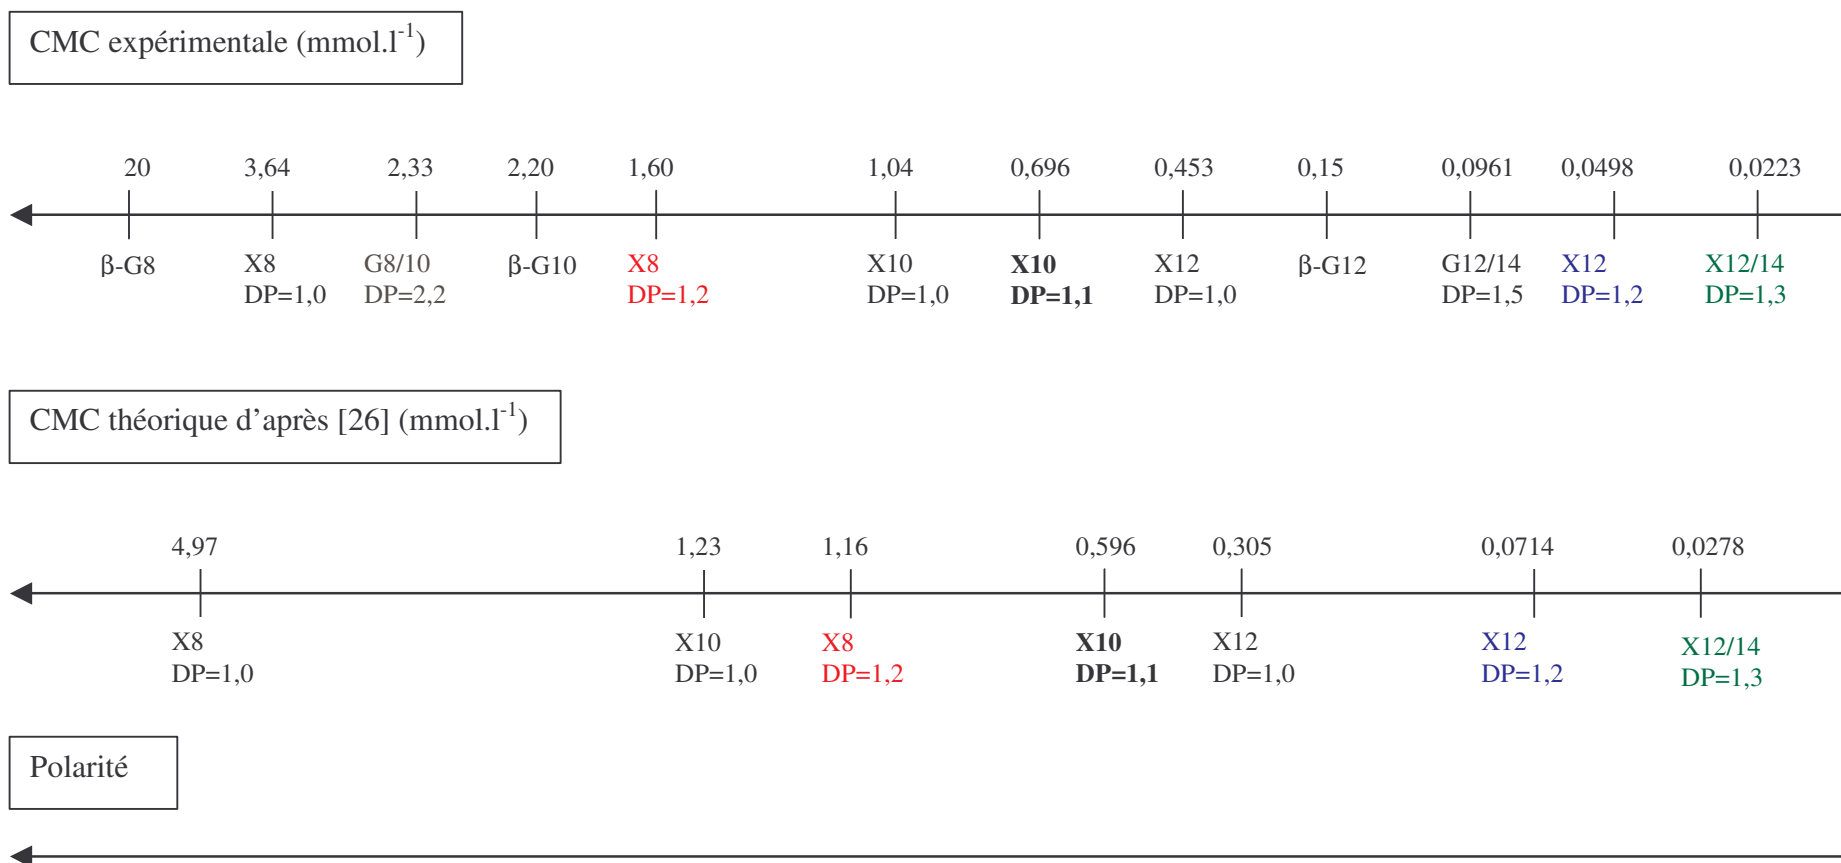 CMC expérimentale (mmol.l⁻¹)
20 3,64 2,33 2,20 1,60 1,04 0,696 0,453 0,15 0,0961 0,0498 0,0223
β-G8 X8 G8/10 β-G10 X8 X10 X10 X12 β-G12 G12/14 X12 X12/14
DP=1,0 DP=2,2 DP=1,2 DP=1,0 DP=1,1 DP=1,0 DP=1,5 DP=1,2 DP=1,3
CMC théorique d'après [26] (mmol.l⁻¹)
4,97 1,23 1,16 0,596 0,305 0,0714 0,0278
X8 X10 X8 X10 X12 X12 X12/14
DP=1,0 DP=1,0 DP=1,2 DP=1,1 DP=1,0 DP=1,2 DP=1,3
Polarité